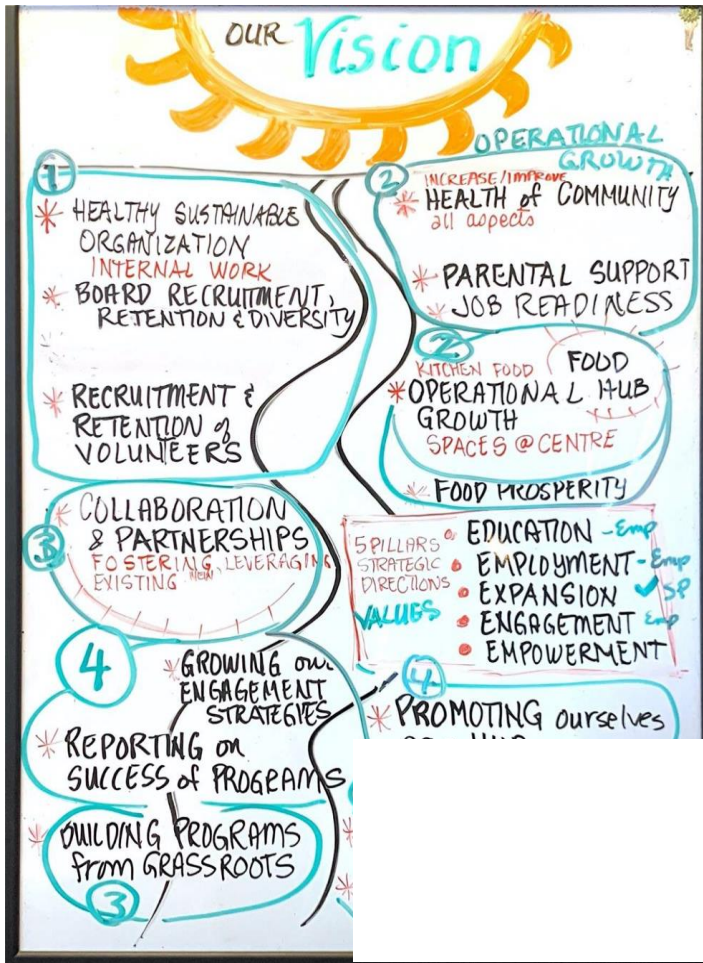 OUR Vision
OPERATIONAL
GROWTH
1
HEALTHY SUSTAINABLE
ORGANIZATION
INTERNAL WORK
BOARD RECRUITMENT,
RETENTION & DIVERSITY
RECRUITMENT &
RETENTION of
VOLUNTEERS
2
INCREASE/IMPROVE
HEALTH of COMMUNITY
all aspects
PARENTAL SUPPORT
JOB READINESS
2
KITCHEN FOOD
FOOD
OPERATIONAL HUB
GROWTH
SPACES @ CENTRE
FOOD PROSPERITY
3
COLLABORATION
& PARTNERSHIPS
FOSTERING, LEVERAGING
EXISTING NEW
5 PILLARS
STRATEGIC
DIRECTIONS
VALUES
EDUCATION - Emp
EMPLOYMENT - Emp
EXPANSION ✓ SP
ENGAGEMENT Emp
EMPOWERMENT
4
GROWING our
ENGAGEMENT
STRATEGIES
REPORTING on
SUCCESS of PROGRAMS
BUILDING PROGRAMS
from GRASSROOTS
3
4
PROMOTING ourselves